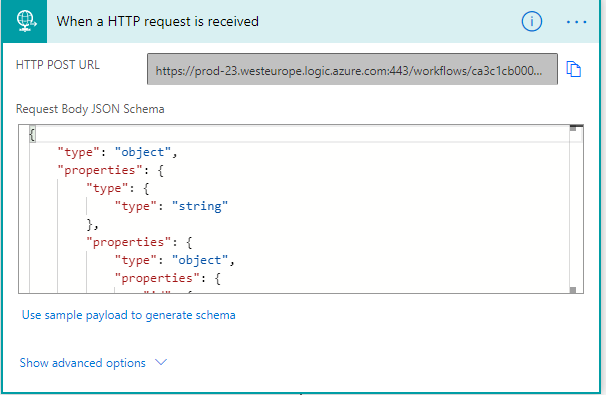 When a HTTP request is received
HTTP POST URL
https://prod-23.westeurope.logic.azure.com:443/workflows/ca3c1cb000...
Request Body JSON Schema
{
"type": "object",
"properties": {
"type": {
"type": "string"
},
"properties": {
"type": "object",
"properties": {
Use sample payload to generate schema
Show advanced options